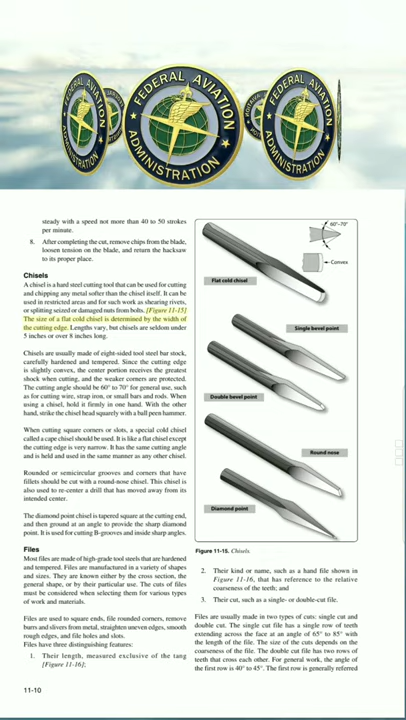 FEDERAL AVIATION
ADMINISTRATION
FEDERAL AVIATION
ADMINISTRATION
FEDERAL AVIATION
ADMINISTRATION
steady with a speed not more than 40 to 50 strokes
per minute.
8. After completing the cut, remove chips from the blade,
loosen tension on the blade, and return the hacksaw
to its proper place.
Chisels
A chisel is a hard steel cutting tool that can be used for cutting
and chipping any metal softer than the chisel itself. It can be
used in restricted areas and for such work as shearing rivets,
or splitting seized or damaged nuts from bolts. [Figure 11-15]
The size of a flat cold chisel is determined by the width of
the cutting edge. Lengths vary, but chisels are seldom under
5 inches or over 8 inches long.
Chisels are usually made of eight-sided tool steel bar stock,
carefully hardened and tempered. Since the cutting edge
is slightly convex, the center portion receives the greatest
shock when cutting, and the weaker corners are protected.
The cutting angle should be 60° to 70° for general use, such
as for cutting wire, strap iron, or small bars and rods. When
using a chisel, hold it firmly in one hand. With the other
hand, strike the chisel head squarely with a ball peen hammer.
When cutting square corners or slots, a special cold chisel
called a cape chisel should be used. It is like a flat chisel except
the cutting edge is very narrow. It has the same cutting angle
and is held and used in the same manner as any other chisel.
Rounded or semicircular grooves and corners that have
fillets should be cut with a round-nose chisel. This chisel is
also used to re-center a drill that has moved away from its
intended center.
The diamond point chisel is tapered square at the cutting end,
and then ground at an angle to provide the sharp diamond
point. It is used for cutting B-grooves and inside sharp angles.
Files
Most files are made of high-grade tool steels that are hardened
and tempered. Files are manufactured in a variety of shapes
and sizes. They are known either by the cross section, the
general shape, or by their particular use. The cuts of files
must be considered when selecting them for various types
of work and materials.
Files are used to square ends, file rounded corners, remove
burrs and slivers from metal, straighten uneven edges, smooth
rough edges, and file holes and slots.
Files have three distinguishing features:
1. Their length, measured exclusive of the tang
[Figure 11-16];
11-10
60°–70°
Convex
Flat cold chisel
Single bevel point
Double bevel point
Round nose
Diamond point
Figure 11-15. Chisels.
2. Their kind or name, such as a hand file shown in
Figure 11-16, that has reference to the relative
coarseness of the teeth; and
3. Their cut, such as a single- or double-cut file.
Files are usually made in two types of cuts: single cut and
double cut. The single cut file has a single row of teeth
extending across the face at an angle of 65° to 85° with
the length of the file. The size of the cuts depends on the
coarseness of the file. The double cut file has two rows of
teeth that cross each other. For general work, the angle of
the first row is 40° to 45°. The first row is generally referred